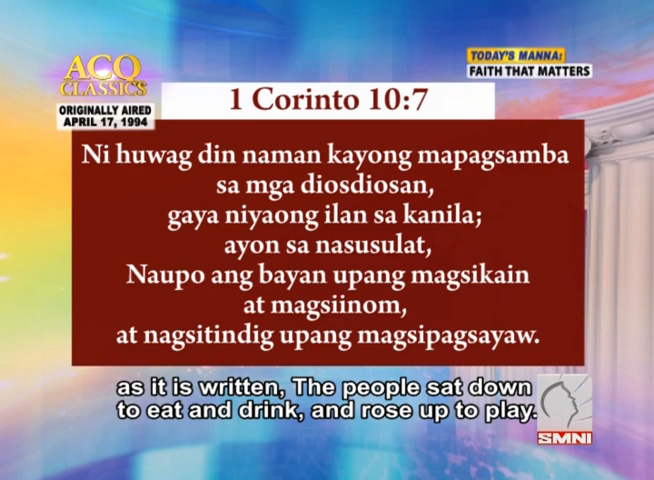 ACQ
CLASSICS
ORIGINALLY AIRED
APRIL 17, 1994
TODAY'S MANNA:
FAITH THAT MATTERS
1 Corinto 10:7
Ni huwag din naman kayong mapagsamba
sa mga diosdiosan,
gaya niyaong ilan sa kanila;
ayon sa nasusulat,
Naupo ang bayan upang magsikain
at magsiinom,
at nagsitindig upang magsipagsayaw.
as it is written, The people sat down
to eat and drink, and rose up to play.
SMNI